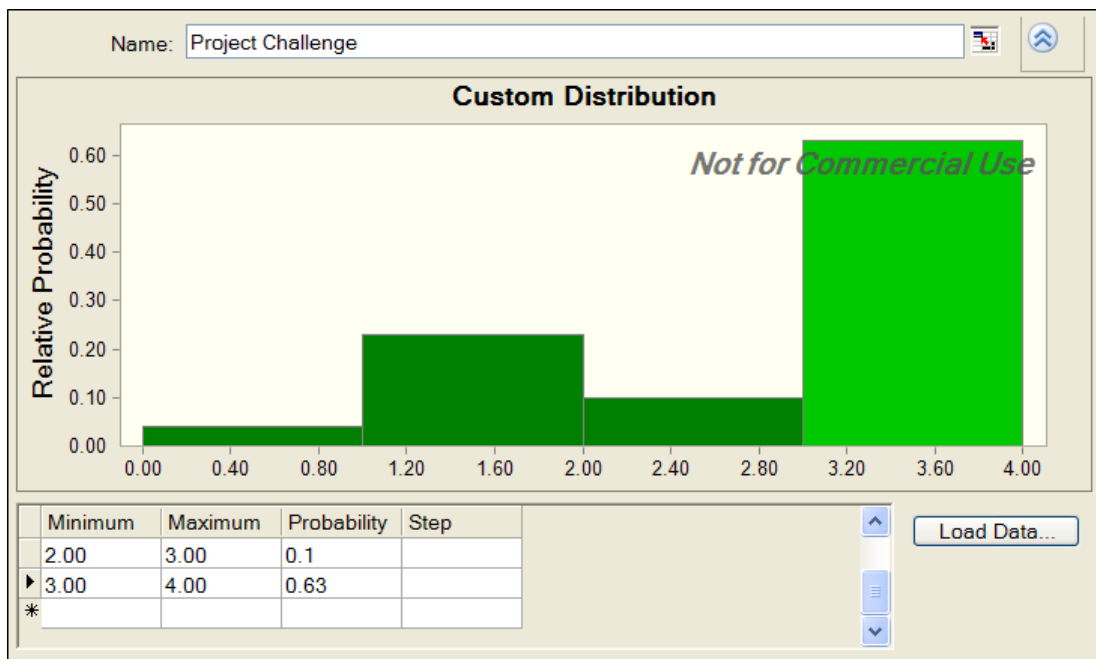 Name: Project Challenge
Custom Distribution
Not for Commercial Use
Relative Probability
0.60
0.50
0.40
0.30
0.20
0.10
0.00
0.00 0.40 0.80 1.20 1.60 2.00 2.40 2.80 3.20 3.60 4.00
Minimum Maximum Probability Step
2.00 3.00 0.1
3.00 4.00 0.63
Load Data...